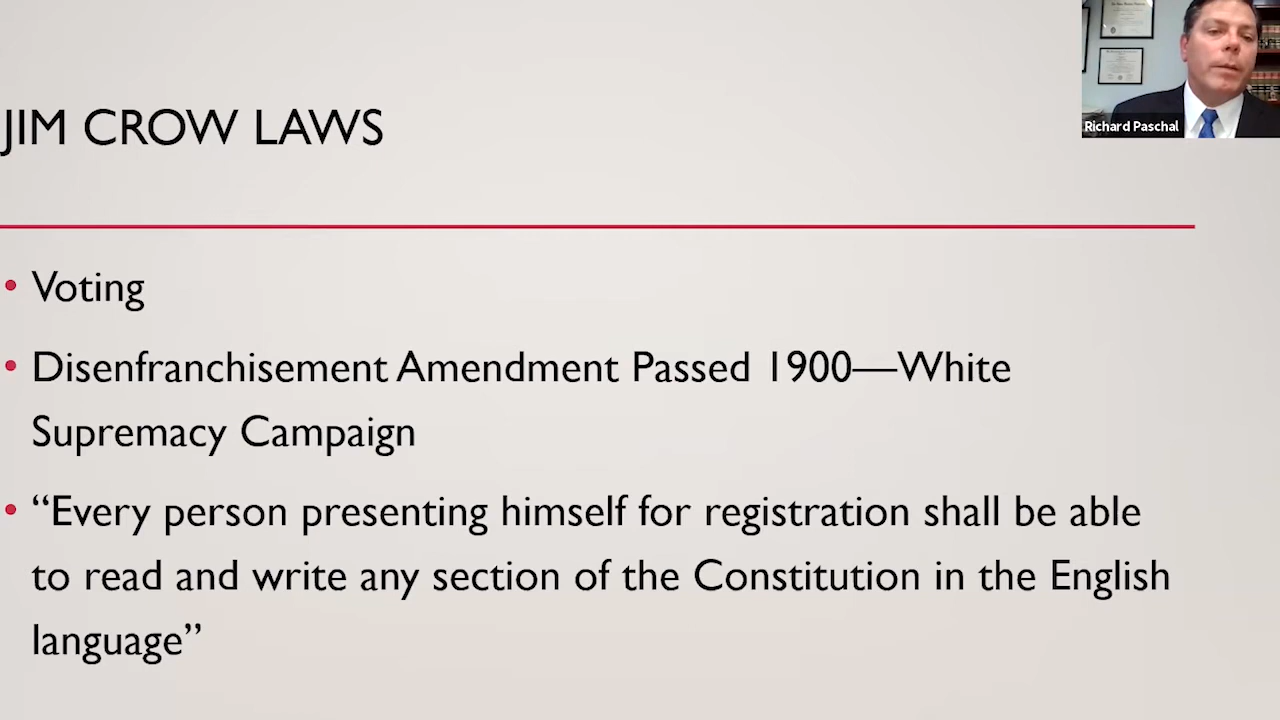 JIM CROW LAWS
Richard Paschal
• Voting
• Disenfranchisement Amendment Passed 1900—White
Supremacy Campaign
• “Every person presenting himself for registration shall be able
to read and write any section of the Constitution in the English
language”